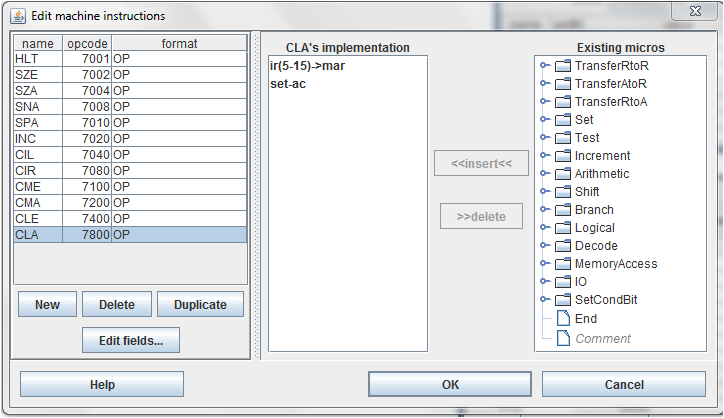 Edit machine instructions
name opcode format
HLT 7001 OP
SZE 7002 OP
SZA 7004 OP
SNA 7008 OP
SPA 7010 OP
INC 7020 OP
CIL 7040 OP
CIR 7080 OP
CME 7100 OP
CMA 7200 OP
CLE 7400 OP
CLA 7800 OP
New Delete Duplicate
Edit fields...
CLA's implementation
ir(5-15)->mar
set-ac
<<insert<<
>>delete
Existing micros
TransferRtoR
TransferAtoR
TransferRtoA
Set
Test
Increment
Arithmetic
Shift
Branch
Logical
Decode
MemoryAccess
IO
SetCondBit
End
Comment
Help OK Cancel